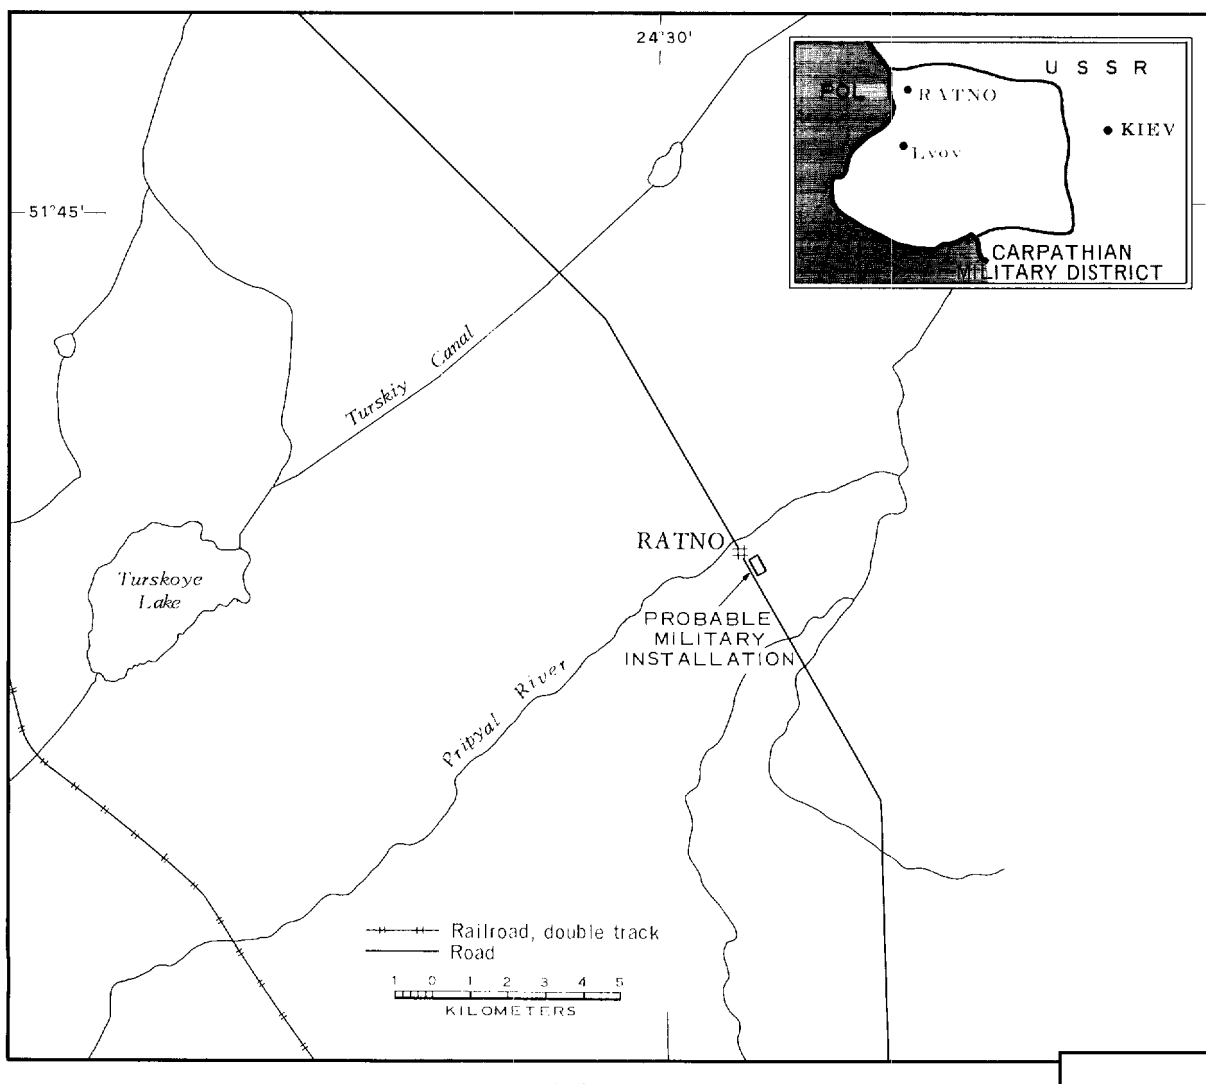 24°30'
U S S R
POL
RATNO
KIEV
Lvov
51°45'
CARPATHIAN
MILITARY DISTRICT
Turskiy Canal
RATNO
Turskoye
Lake
PROBABLE
MILITARY
INSTALLATION
Pripyal River
Railroad, double track
Road
1 0 1 2 3 4 5
KILOMETERS